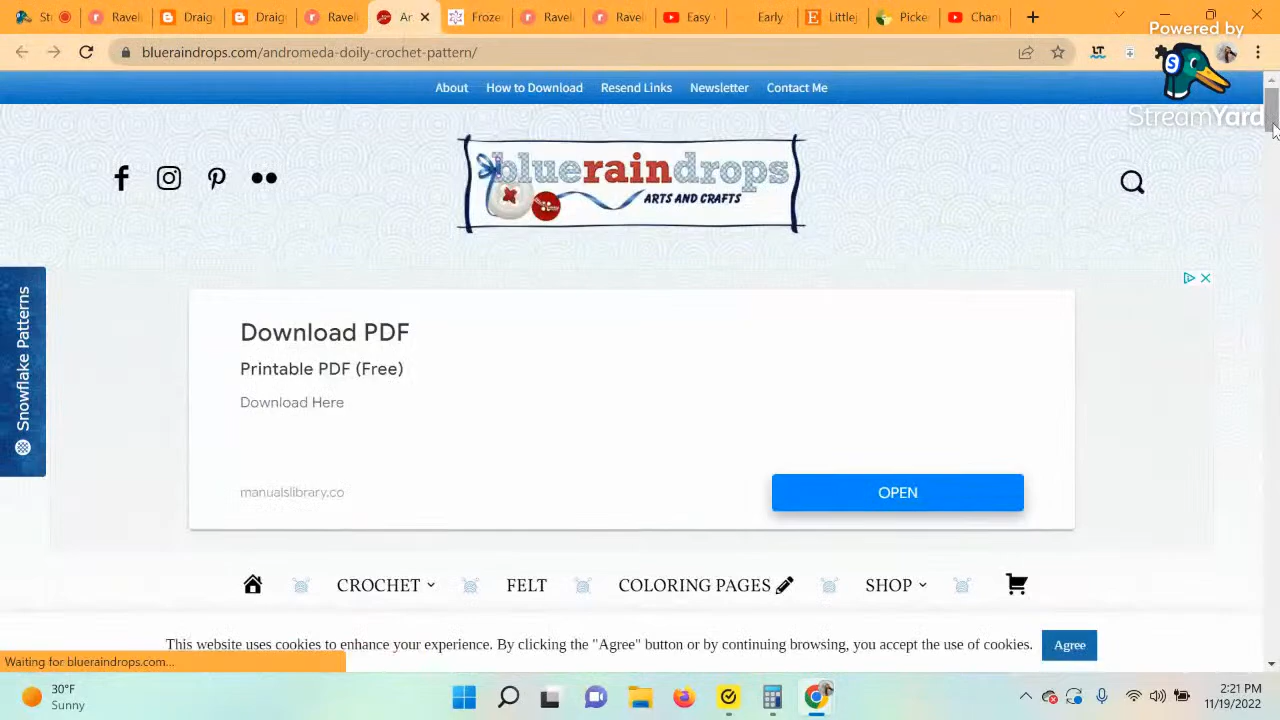 St
Ravel
Draig
Draig
Ravel
Ar
Froze
Ravel
Ravel
Easy
Early
Littlej
Picke
Chan
Powered by
blueraindrops.com/andromeda-doily-crochet-pattern/
LT
S
StreamYard
About How to Download Resend Links Newsletter Contact Me
blueraindrops
ARTS AND CRAFTS
Snowflake Patterns
Download PDF
Printable PDF (Free)
Download Here
manualslibrary.co
OPEN
CROCHET FELT COLORING PAGES SHOP
This website uses cookies to enhance your experience. By clicking the "Agree" button or by continuing browsing, you accept the use of cookies. Agree
Waiting for blueraindrops.com...
30°F
Sunny
2:21 PM
11/19/2022